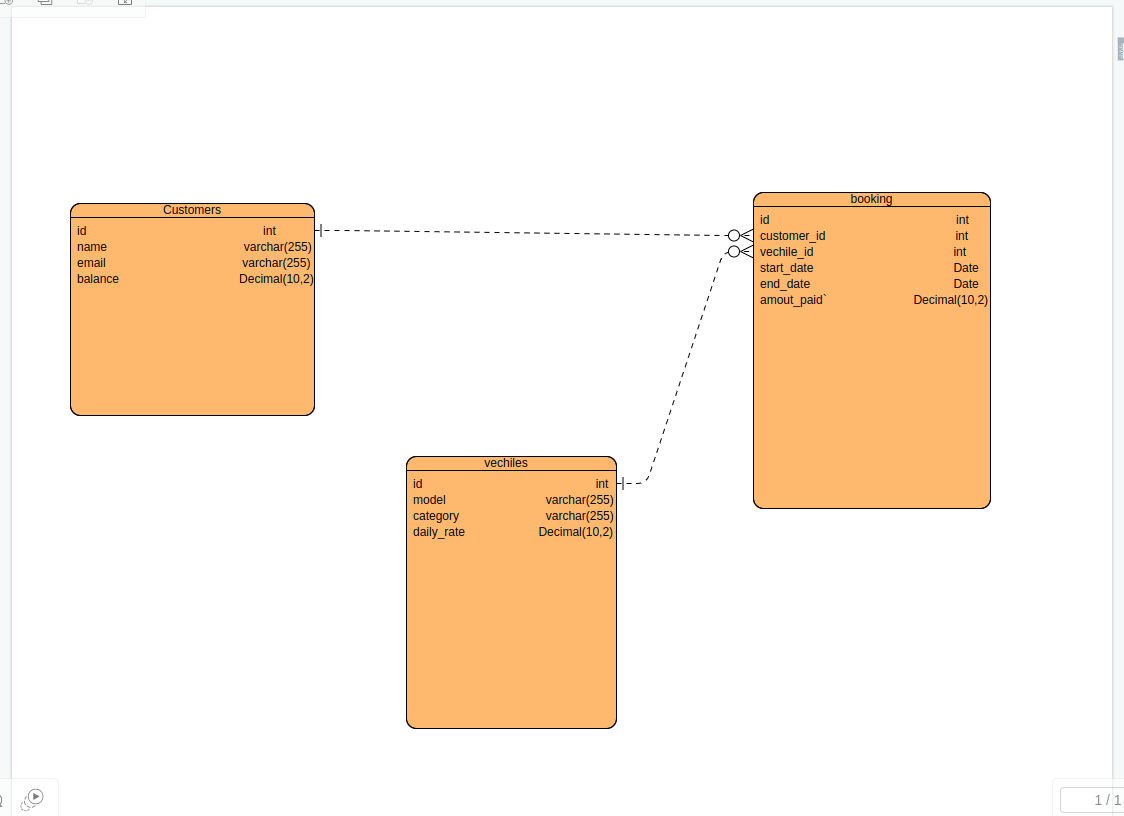 Customers
id int
name varchar(255)
email varchar(255)
balance Decimal(10,2)
booking
id int
customer_id int
vechile_id int
start_date Date
end_date Date
amout_paid` Decimal(10,2)
vechiles
id int
model varchar(255)
category varchar(255)
daily_rate Decimal(10,2)
1 / 1